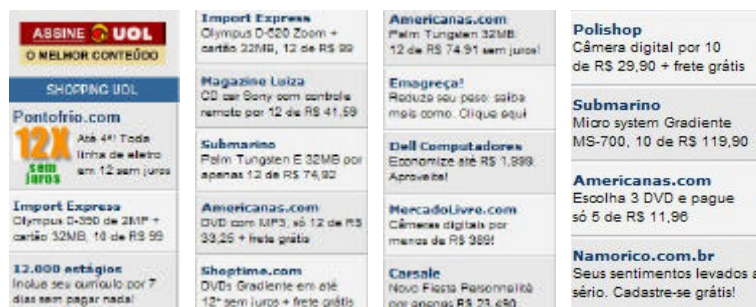 ASSINE UOL
O MELHOR CONTEÚDO
SHOPPING UOL
Pontofrio.com
12X
sem
juros
Até 4ª! Toda
linha de eletro
em 12 sem juros
Import Express
Olympus D-390 de 2MP +
cartão 32MB, 10 de R$ 99
12.000 estágios
Inclua seu currículo por 7
dias sem pagar nada!
Import Express
Olympus D-520 Zoom +
cartão 32MB, 12 de R$ 99
Magazine Luiza
CD car Sony com controle
remoto por 12 de R$ 41,59
Submarino
Palm Tungsten E 32MB por
apenas 12 de R$ 74,92
Americanas.com
DVD com MP3, só 12 de R$
33,25 + frete grátis
Shoptime.com
DVDs Gradiente em até
12* sem juros + frete grátis
Americanas.com
Palm Tungsten 32MB
12 de R$ 74,91 sem juros!
Emagreça!
Reduza seu peso: saiba
mais como. Clique aqui
Dell Computadores
Economize até R$ 1.899.
Aproveite!
MercadoLivre.com
Câmeras digitais por
menos de R$ 389!
Carsale
Novo Fiesta Personnalité
por apenas R$ 23.490
Polishop
Câmera digital por 10
de R$ 29,90 + frete grátis
Submarino
Micro system Gradiente
MS-700, 10 de R$ 119,90
Americanas.com
Escolha 3 DVD e pague
só 5 de R$ 11,96
Namorico.com.br
Seus sentimentos levados a
sério. Cadastre-se grátis!